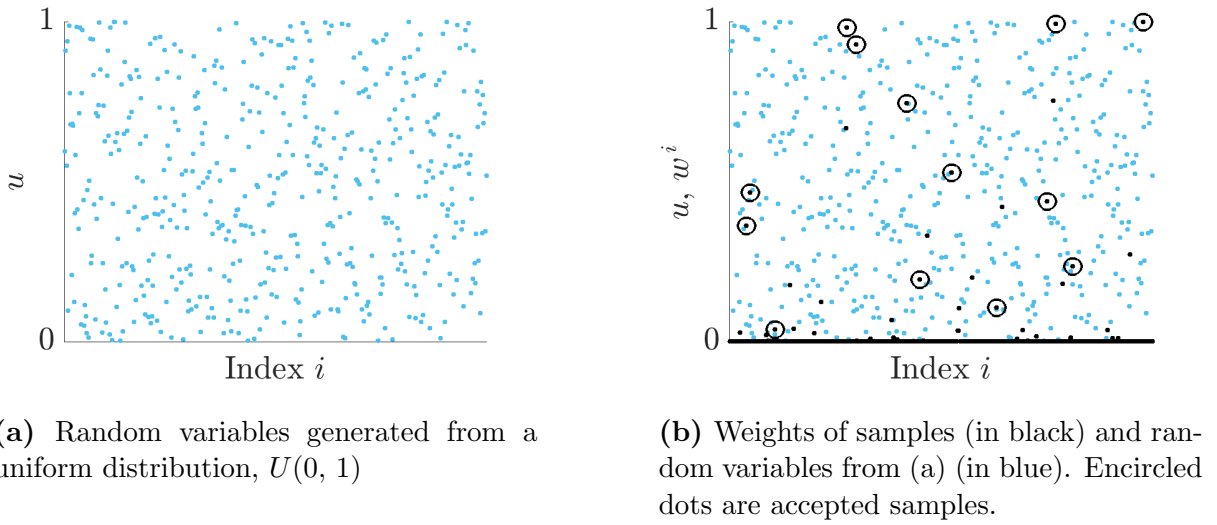 1
u
0
Index i
(a) Random variables generated from a
uniform distribution, U(0, 1)
1
u, w^i
0
Index i
(b) Weights of samples (in black) and ran-
dom variables from (a) (in blue). Encircled
dots are accepted samples.